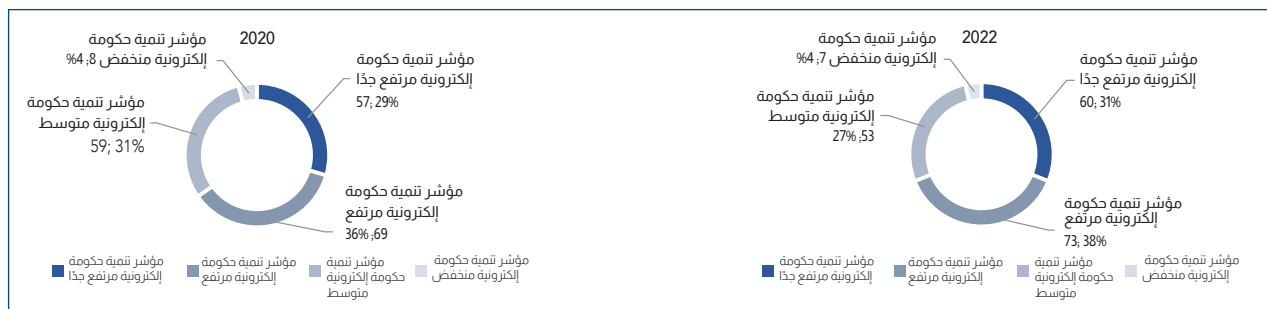 2020
مؤشر تنمية حكومة
إلكترونية مرتفع جدًا
57; 29%
مؤشر تنمية حكومة
إلكترونية مرتفع
36% ;69
مؤشر تنمية حكومة
إلكترونية متوسط
59; 31%
مؤشر تنمية حكومة
إلكترونية منخفض 8; 4%
مؤشر تنمية حكومة
إلكترونية مرتفع جدًا
مؤشر تنمية حكومة
إلكترونية مرتفع
مؤشر تنمية
حكومة إلكترونية
متوسط
مؤشر تنمية حكومة
إلكترونية منخفض
2022
مؤشر تنمية حكومة
إلكترونية مرتفع جدًا
60; 31%
مؤشر تنمية حكومة
إلكترونية مرتفع
73; 38%
مؤشر تنمية حكومة
إلكترونية متوسط
27% ;53
مؤشر تنمية حكومة
إلكترونية منخفض 7; 4%
مؤشر تنمية حكومة
إلكترونية مرتفع جدًا
مؤشر تنمية حكومة
إلكترونية مرتفع
مؤشر تنمية
حكومة إلكترونية
متوسط
مؤشر تنمية حكومة
إلكترونية منخفض